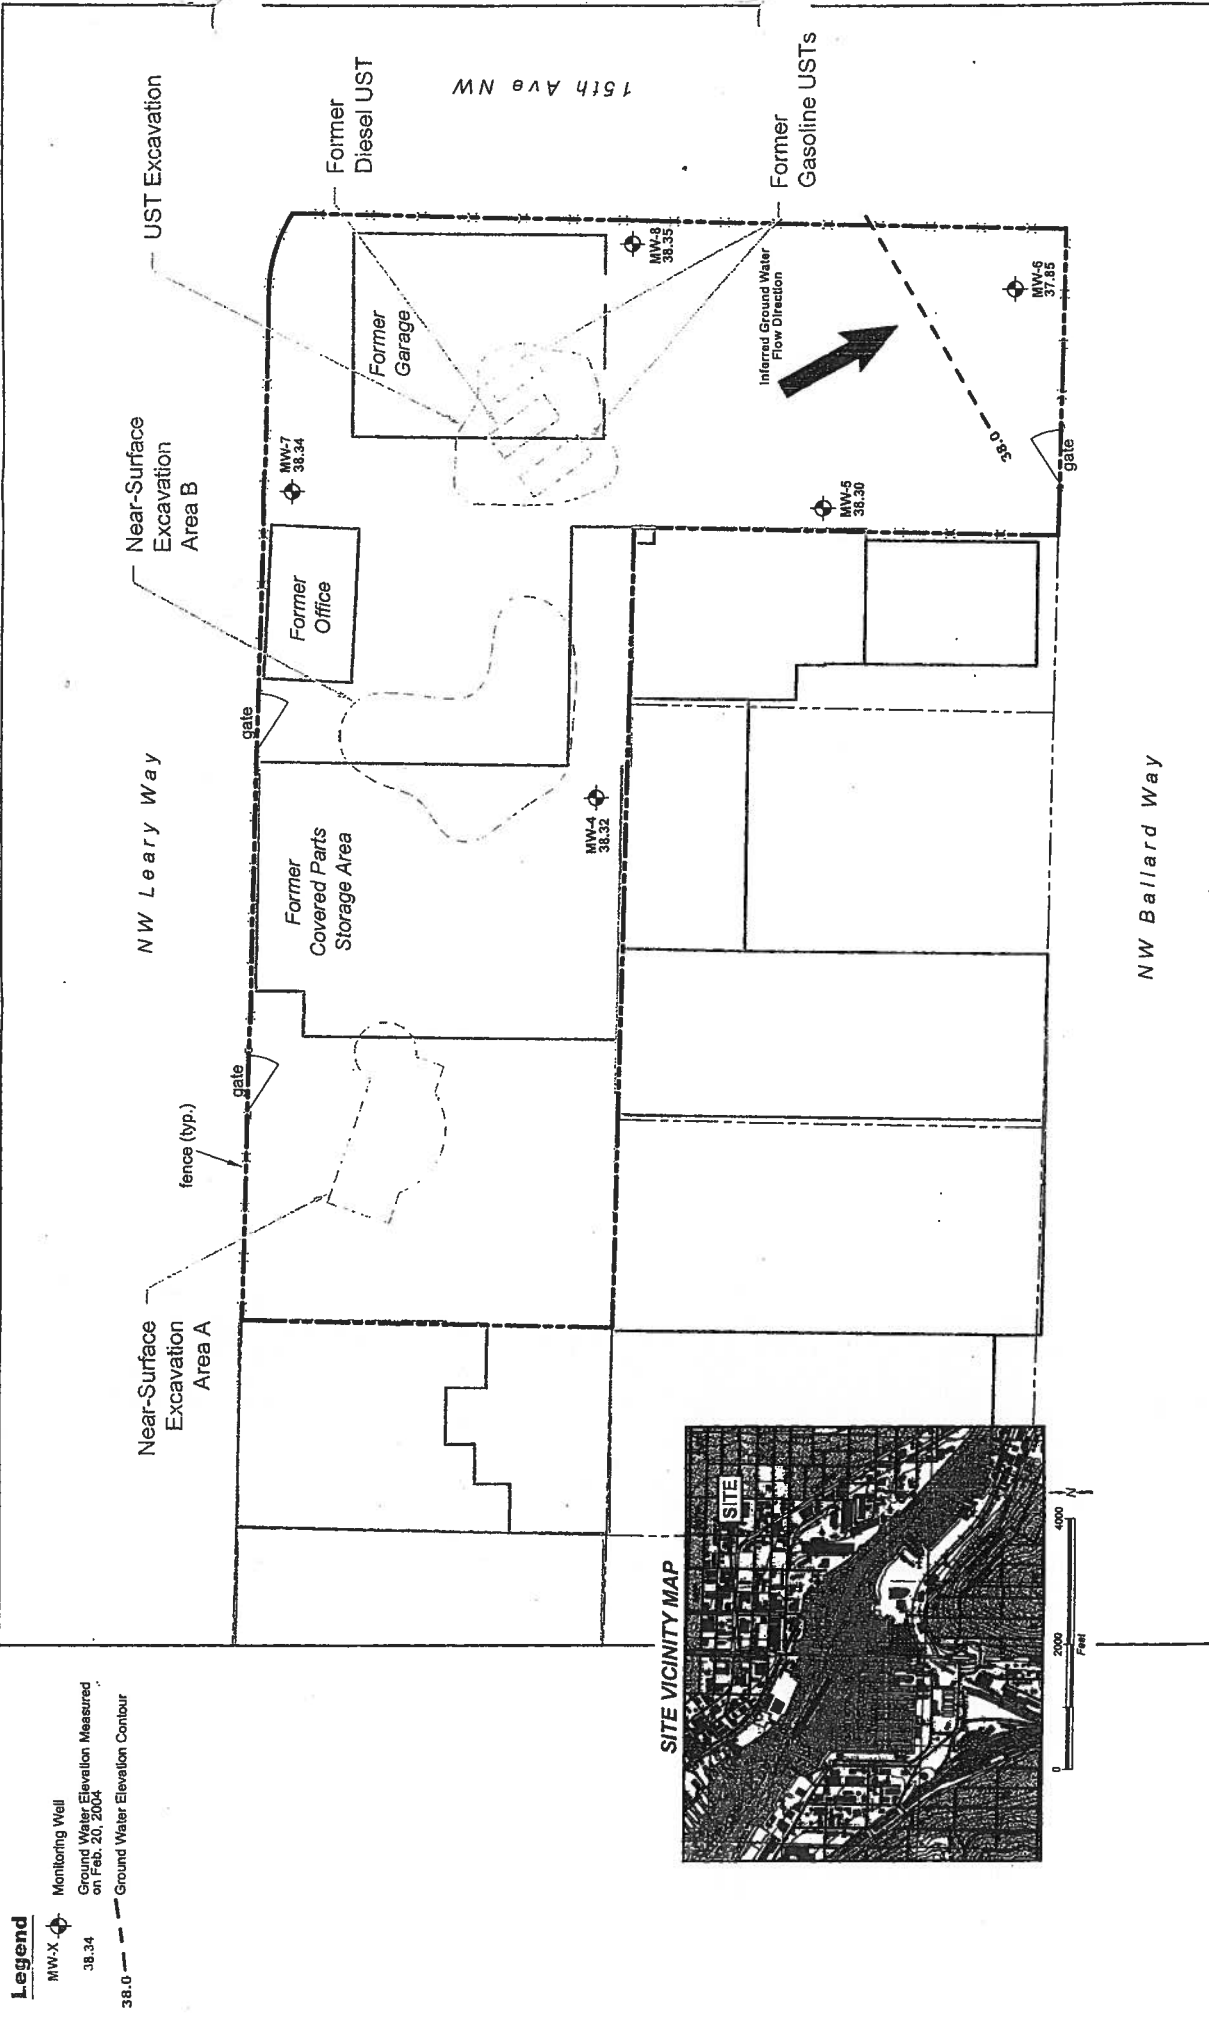 Legend
MW-X Monitoring Well
38.34 Ground Water Elevation Measured
on Feb. 20, 2004
38.0 Ground Water Elevation Contour
NW Leary Way
15th Ave NW
NW Ballard Way
Near-Surface
Excavation
Area A
fence (typ.)
gate
Near-Surface
Excavation
Area B
gate
UST Excavation
Former
Diesel UST
Former
Gasoline USTs
Former
Covered Parts
Storage Area
Former
Office
Former
Garage
MW-7
38.34
MW-8
38.35
MW-4
38.32
MW-5
38.30
MW-6
37.85
Inferred Ground Water
Flow Direction
38.0
gate
SITE VICINITY MAP
SITE
0 2000 4000
Feet
N